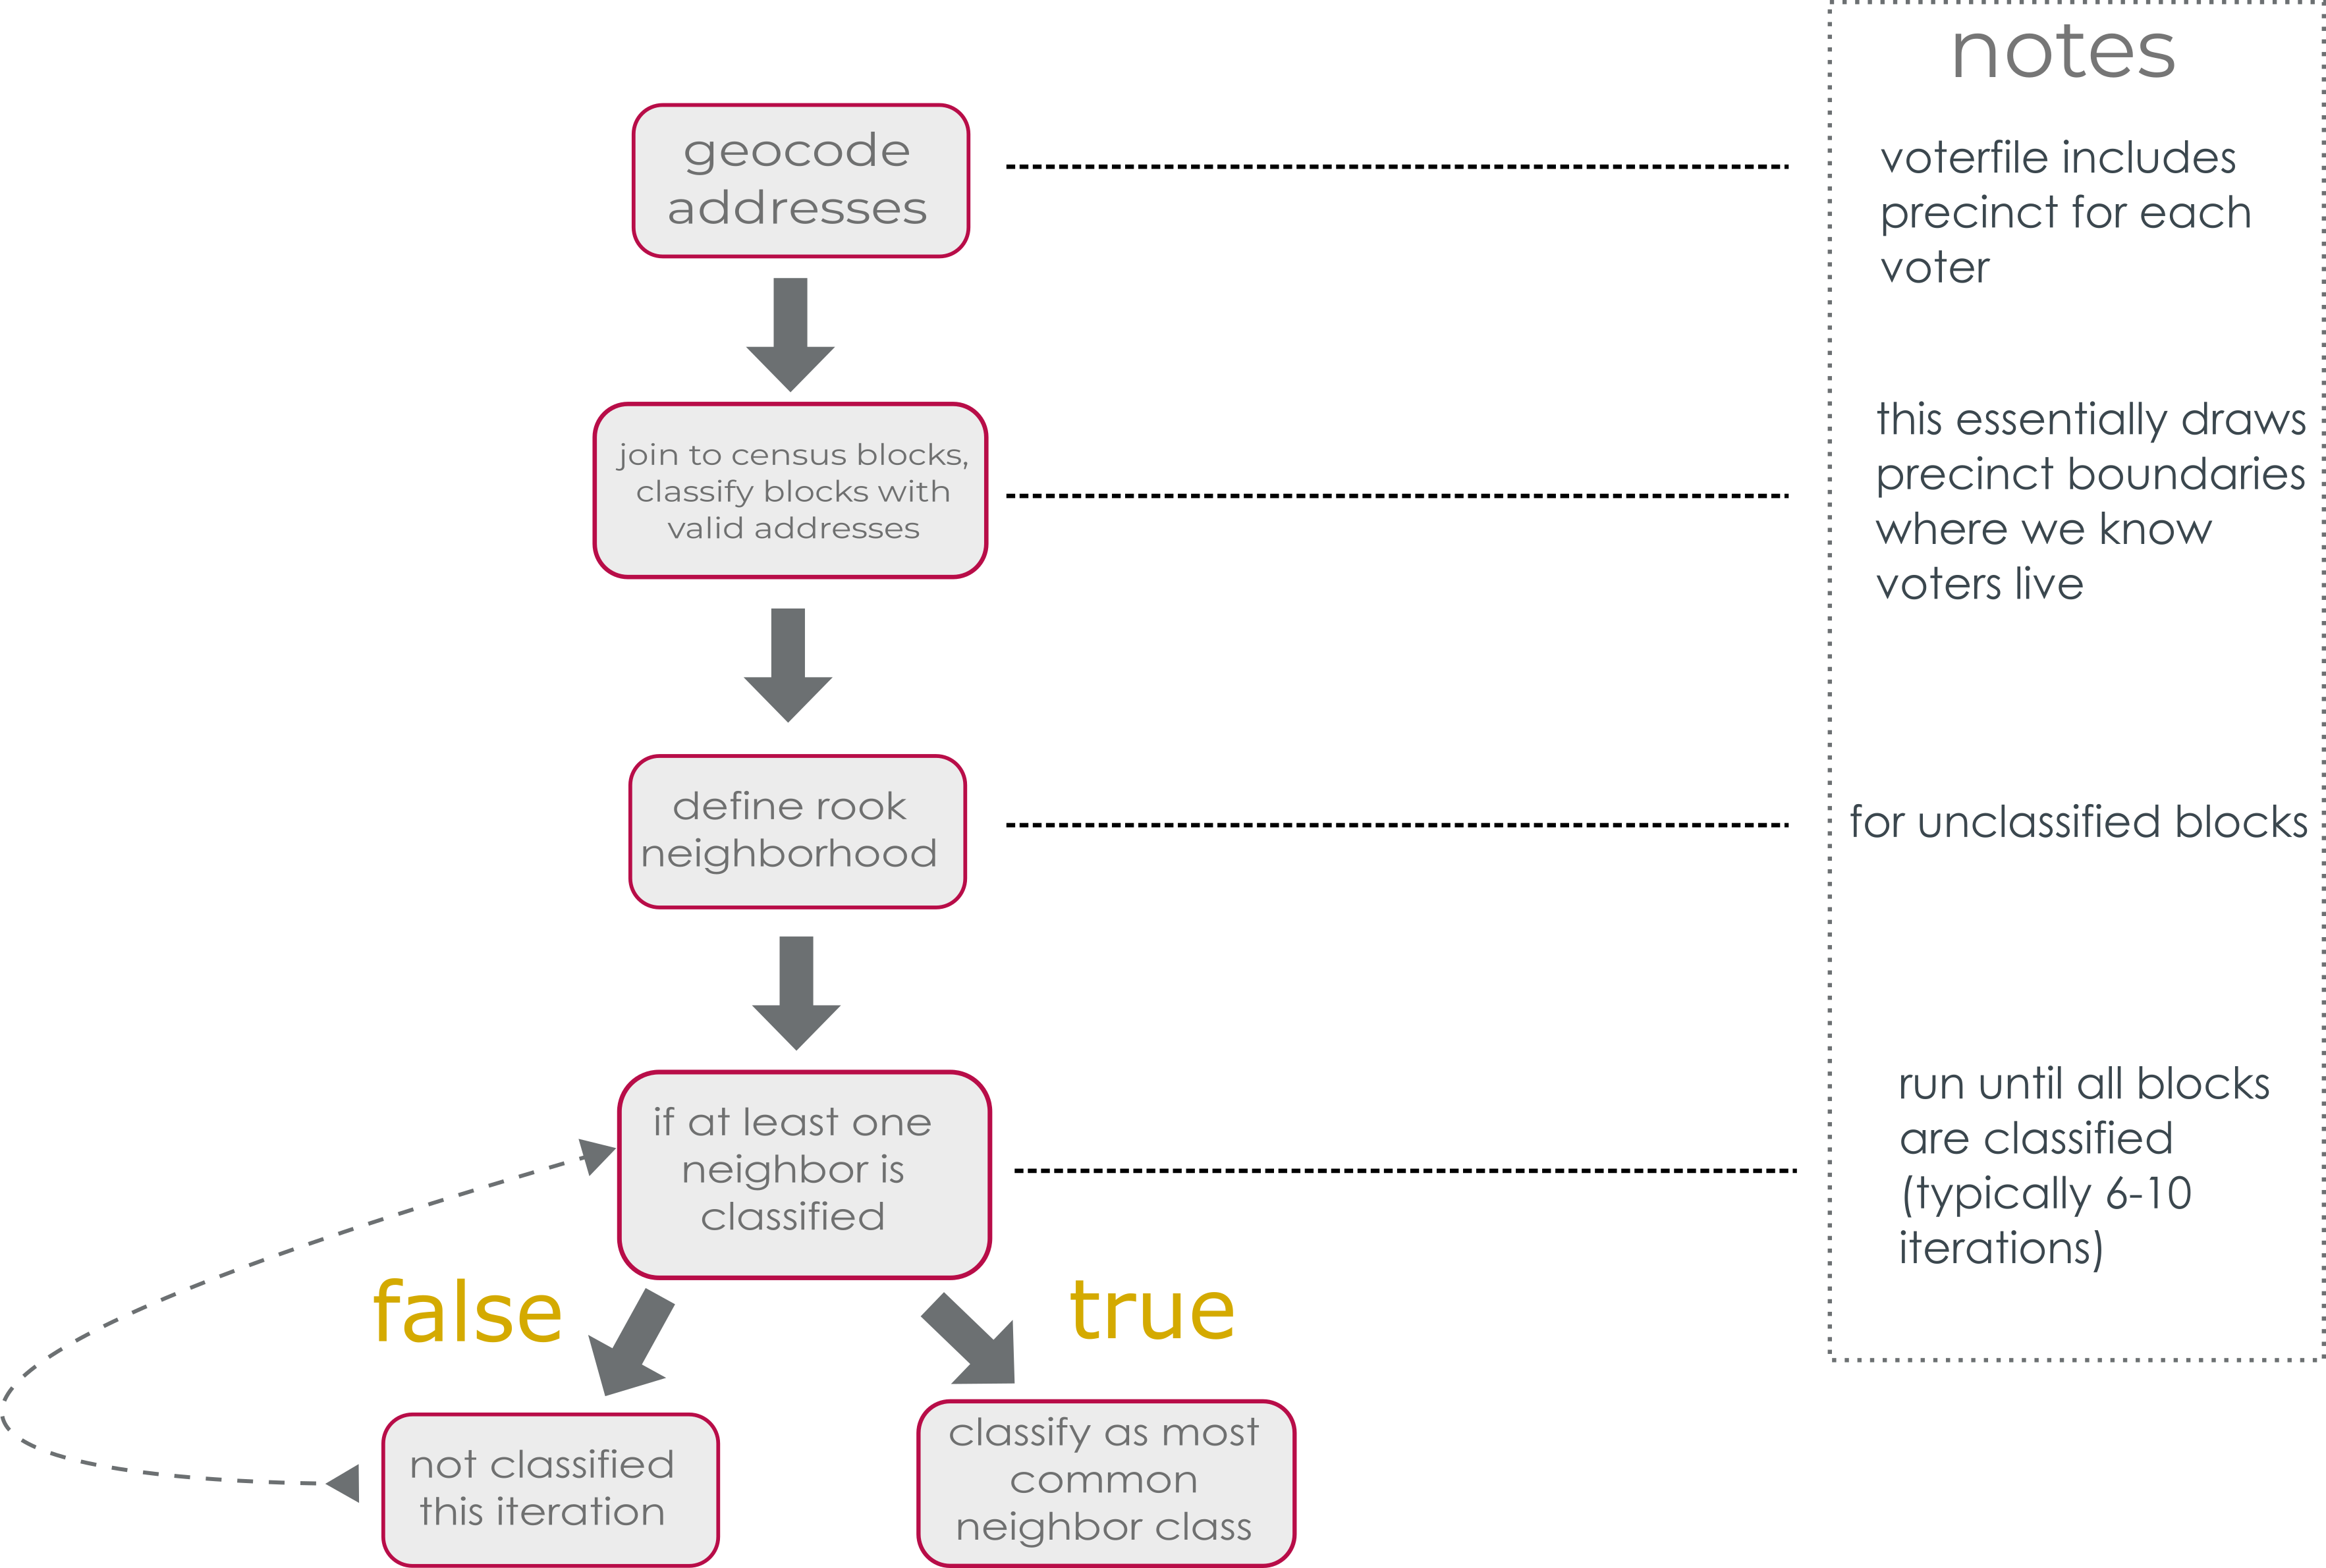 notes
geocode
addresses
voterfile includes
precinct for each
voter
join to census blocks,
classify blocks with
valid addresses
this essentially draws
precinct boundaries
where we know
voters live
define rook
neighborhood
for unclassified blocks
if at least one
neighbor is
classified
run until all blocks
are classified
(typically 6-10
iterations)
false
true
not classified
this iteration
classify as most
common
neighbor class